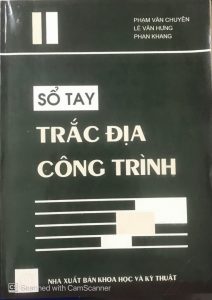 PHẠM VĂN CHUYÊN
LÊ VĂN HƯNG
PHAN KHANG
SỔ TAY
TRẮC ĐỊA
CÔNG TRÌNH
NHÀ XUẤT BẢN KHOA HỌC VÀ KỸ THUẬT
Scanned with CamScanner